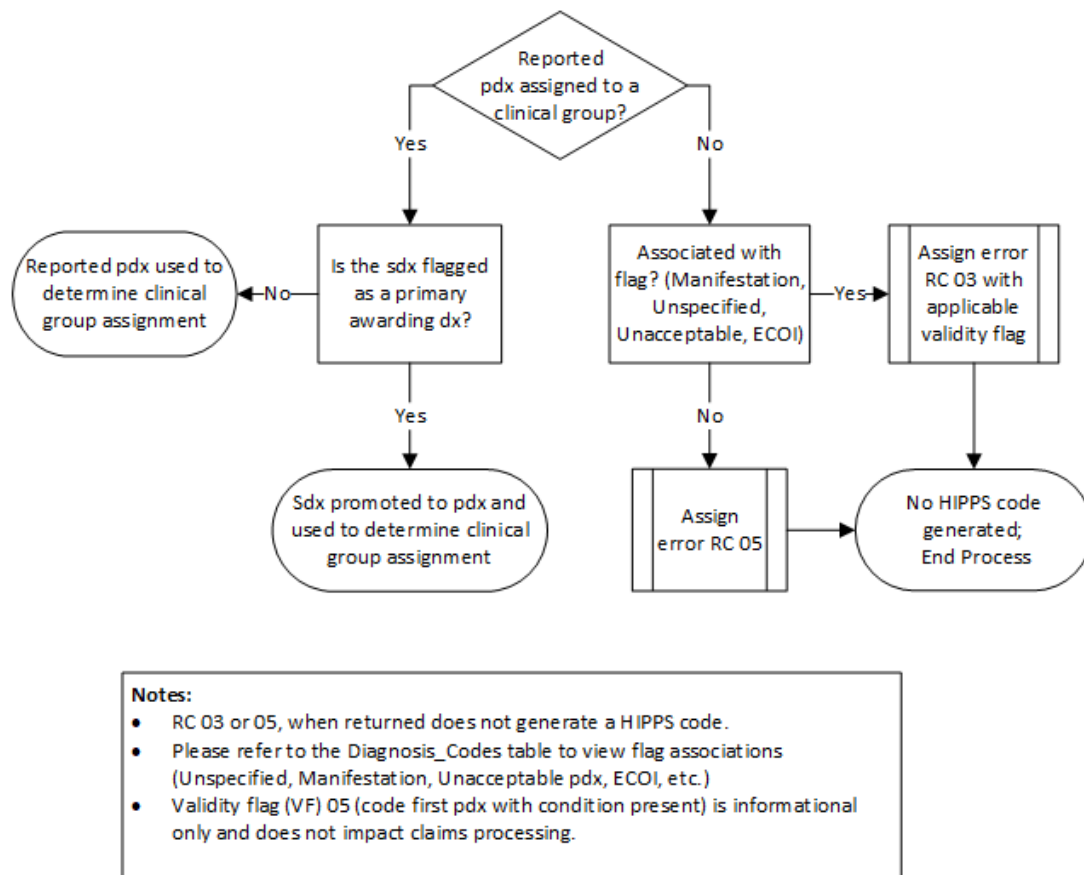 Reported
pdx assigned to a
clinical group?
Yes
No
Reported pdx used to
determine clinical
group assignment
No
Is the sdx flagged
as a primary
awarding dx?
Associated with
flag? (Manifestation,
Unspecified,
Unacceptable, ECOI)
Yes
Assign error
RC 03 with
applicable
validity flag
Yes
No
Sdx promoted to pdx and
used to determine clinical
group assignment
Assign
error RC 05
No HIPPS code
generated;
End Process
Notes:
• RC 03 or 05, when returned does not generate a HIPPS code.
• Please refer to the Diagnosis_Codes table to view flag associations
(Unspecified, Manifestation, Unacceptable pdx, ECOI, etc.)
• Validity flag (VF) 05 (code first pdx with condition present) is informational
only and does not impact claims processing.